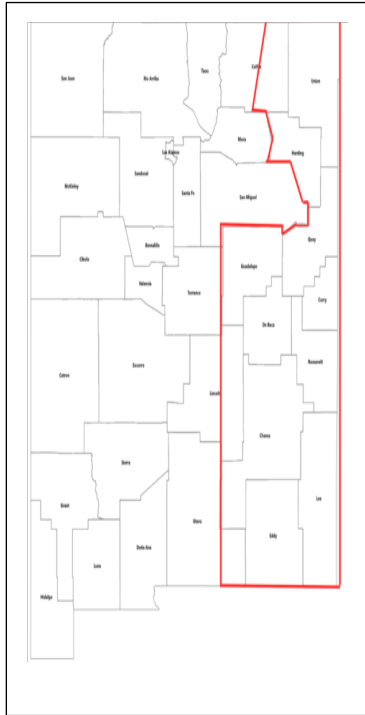 Taos
Colfax
San Juan
Rio Arriba
Union
Mora
Los Alamos
Harding
Sandoval
McKinley
Santa Fe
San Miguel
Quay
Bernalillo
Cibola
Guadalupe
Valencia
Torrance
Curry
De Baca
Roosevelt
Socorro
Catron
Lincoln
Chaves
Sierra
Lea
Grant
Otero
Eddy
Doña Ana
Luna
Hidalgo